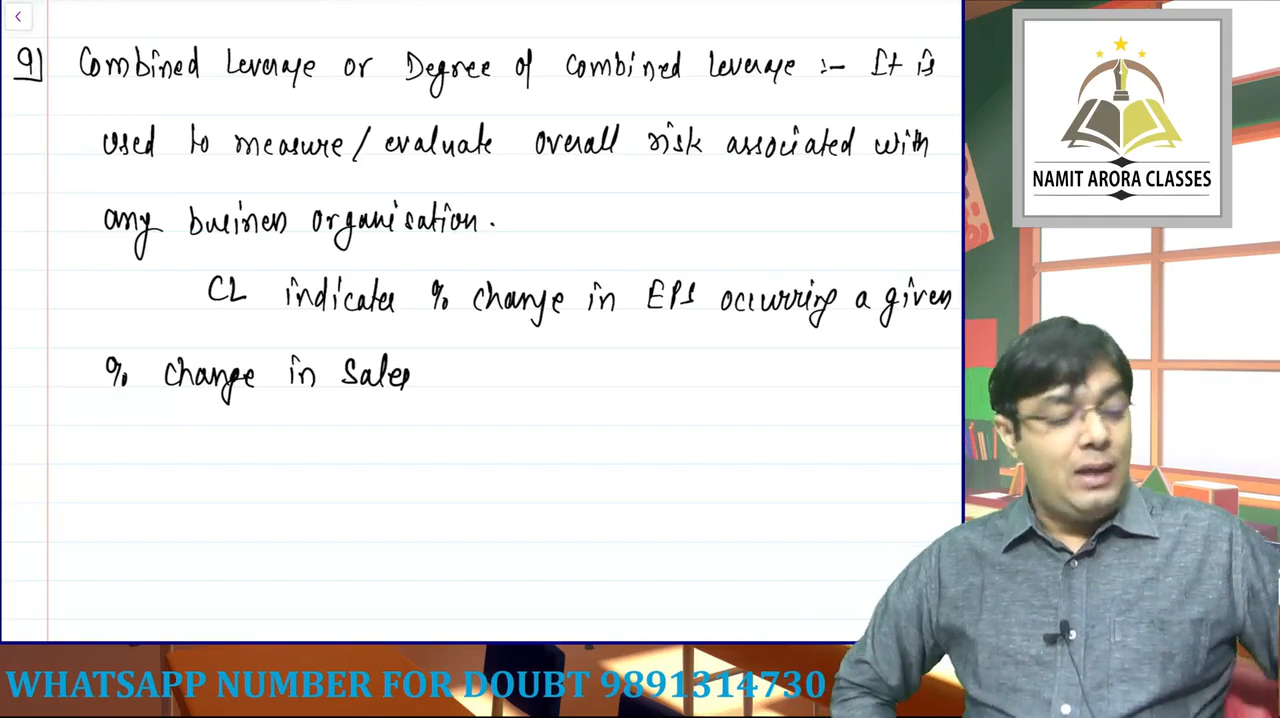 9) Combined Leverage or Degree of Combined Leverage :- It is
used to measure/evaluate overall risk associated with
any business organisation.
CL indicates % change in EPS occurring a given
% change in Sales
NAMIT ARORA CLASSES
WHATSAPP NUMBER FOR DOUBT 9891314730